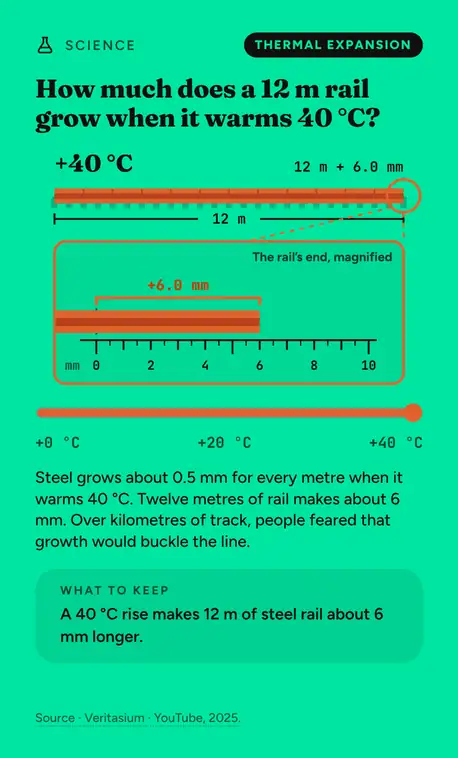 SCIENCE
THERMAL EXPANSION
How much does a 12 m rail
grow when it warms 40 °C?
+40 °C
12 m + 6.0 mm
12 m
The rail's end, magnified
+6.0 mm
mm 0 2 4 6 8 10
+0 °C +20 °C +40 °C
Steel grows about 0.5 mm for every metre when it
warms 40 °C. Twelve metres of rail makes about 6
mm. Over kilometres of track, people feared that
growth would buckle the line.
WHAT TO KEEP
A 40 °C rise makes 12 m of steel rail about 6
mm longer.
Source · Veritasium · YouTube, 2025.